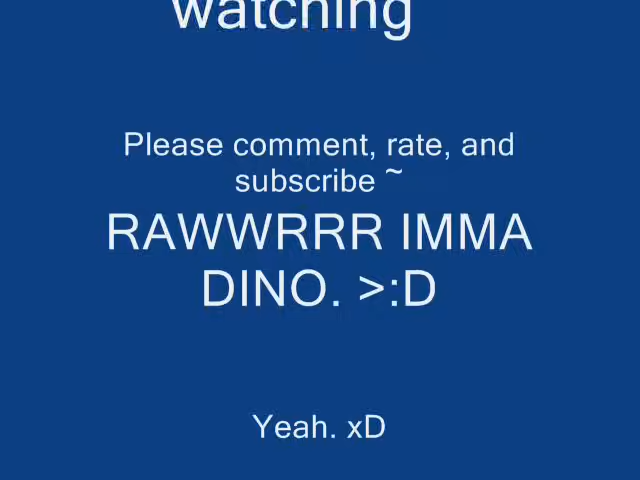 watching
Please comment, rate, and
subscribe ~
RAWWRRR IMMA
DINO. >:D
Yeah. xD